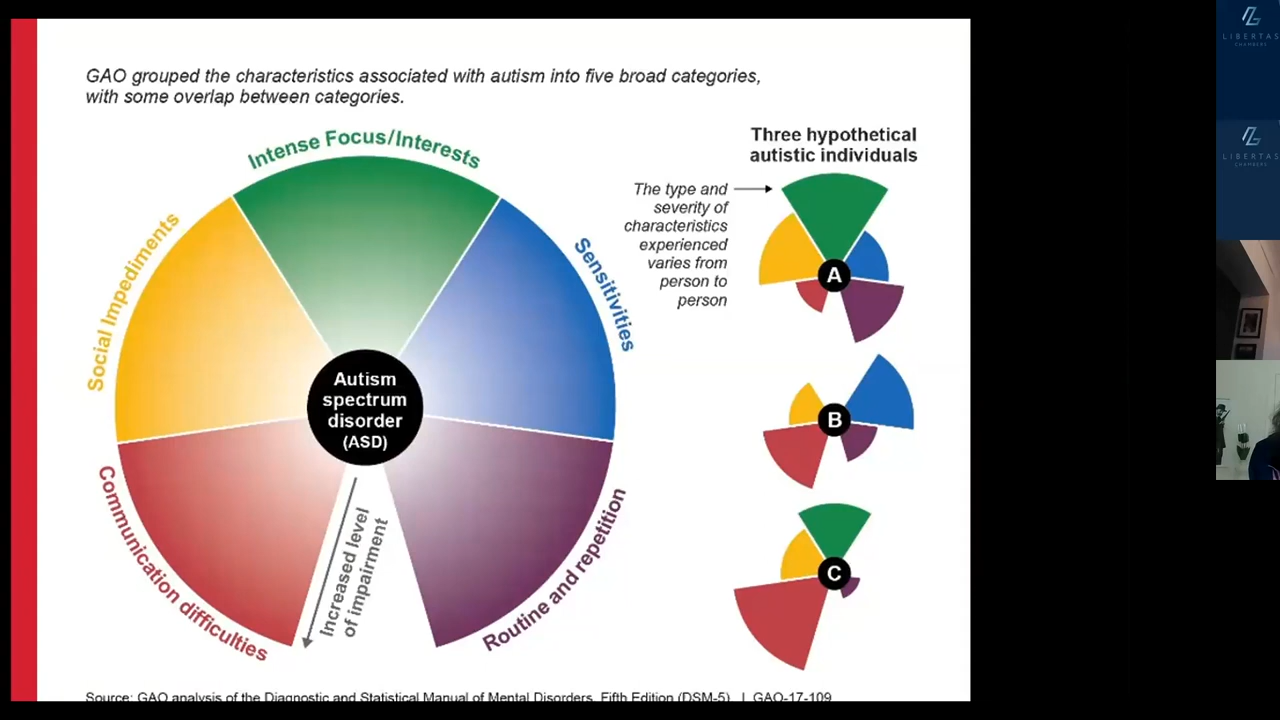 GAO grouped the characteristics associated with autism into five broad categories,
with some overlap between categories.
Intense Focus/Interests
Social Impediments
Sensitivities
Autism
spectrum
disorder
(ASD)
Communication difficulties
Increased level
of impairment
Routine and repetition
Three hypothetical
autistic individuals
The type and
severity of
characteristics
experienced
varies from
person to
person
A
B
C
Source: GAO analysis of the Diagnostic and Statistical Manual of Mental Disorders, Fifth Edition (DSM-5) | GAO-17-109
LIBERTAS
CHAMBERS
LIBERTAS
CHAMBERS